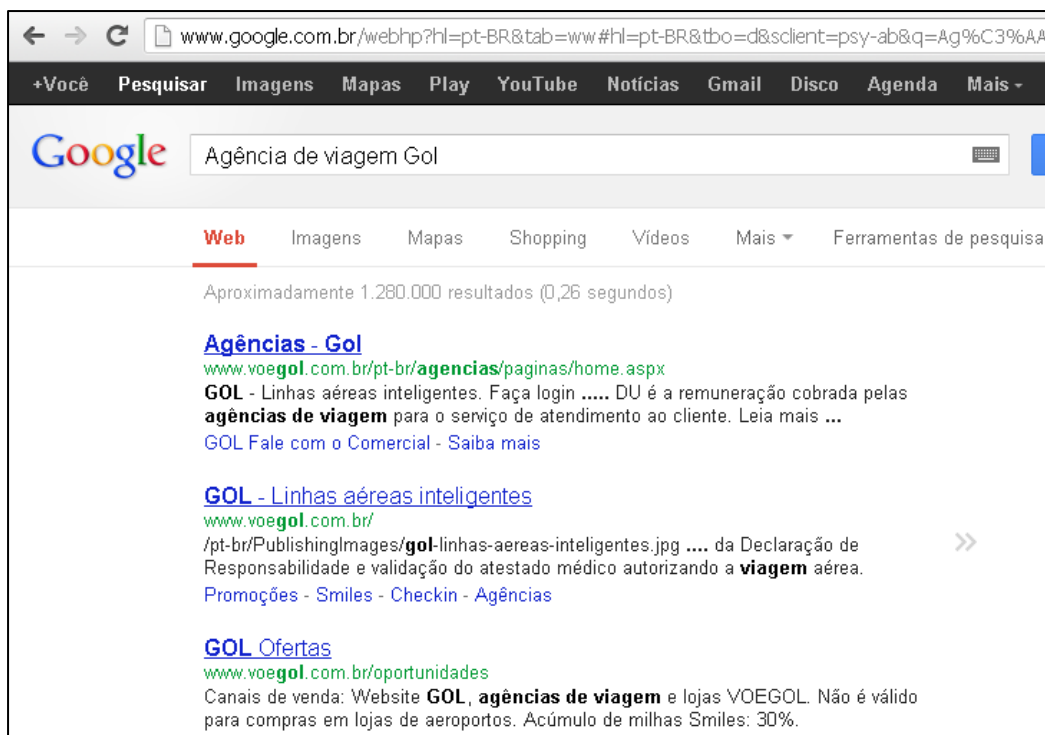 www.google.com.br/webhp?hl=pt-BR&tab=ww#hl=pt-BR&tbo=d&sclient=psy-ab&q=Ag%C3%AA
+Você Pesquisar Imagens Mapas Play YouTube Notícias Gmail Disco Agenda Mais
Google Agência de viagem Gol
Web Imagens Mapas Shopping Vídeos Mais Ferramentas de pesquisa
Aproximadamente 1.280.000 resultados (0,26 segundos)
Agências - Gol
www.voegol.com.br/pt-br/agencias/paginas/home.aspx
GOL - Linhas aéreas inteligentes. Faça login ..... DU é a remuneração cobrada pelas
agências de viagem para o serviço de atendimento ao cliente. Leia mais ...
GOL Fale com o Comercial - Saiba mais
GOL - Linhas aéreas inteligentes
www.voegol.com.br/
/pt-br/PublishingImages/gol-linhas-aereas-inteligentes.jpg .... da Declaração de
Responsabilidade e validação do atestado médico autorizando a viagem aérea.
Promoções - Smiles - Checkin - Agências
GOL Ofertas
www.voegol.com.br/oportunidades
Canais de venda: Website GOL, agências de viagem e lojas VOEGOL. Não é válido
para compras em lojas de aeroportos. Acúmulo de milhas Smiles: 30%.